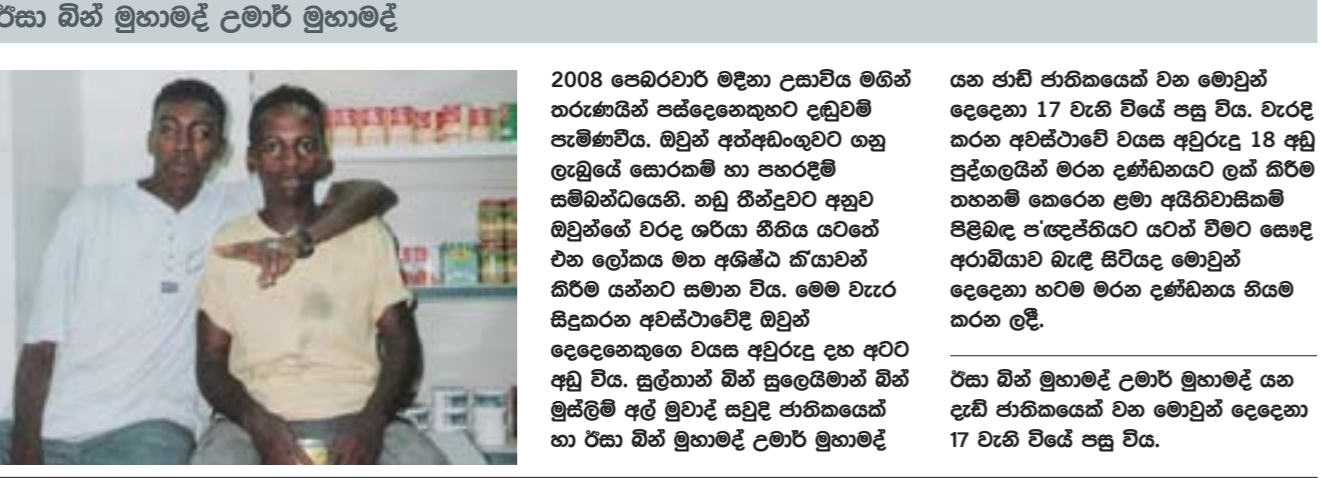 ඊසා බින් මුහාමද් උමාර් මුහාමද්
2008 පෙබරවාරි මදීනා උසාවිය මගින්
තරුණයින් පස්දෙනෙකුහට දඬුවම්
පැමිණවීය. ඔවුන් අත්අඩංගුවට ගනු
ලැබුයේ සොරකම් හා පහරදීම්
සම්බන්ධයෙනි. නඩු තීන්දුවට අනුව
ඔවුන්ගේ වරද ශරියා නීතිය යටතේ
එන ලෝකය මත අශිෂ්ඨ ක‍්‍රියාවන්
කිරීම යන්නට සමාන විය. මෙම වැරැ
සිදුකරන අවස්ථාවේදී ඔවුන්
දෙදෙනෙකුගෙ වයස අවුරුදු දහ අටට
අඩු විය. සුල්තාන් බින් සුලෙයිමාන් බින්
මුස්ලිම් අල් මුවාද් සවුදි ජාතිකයෙක්
හා ඊසා බින් මුහාමද් උමාර් මුහාමද්
යන ඡාඩ් ජාතිකයෙක් වන මොවුන්
දෙදෙනා 17 වැනි වියේ පසු විය. වැරදි
කරන අවස්ථාවේ වයස අවුරුදු 18 අඩු
පුද්ගලයින් මරන දණ්ඩනයට ලක් කිරීම
තහනම් කෙරෙන ළමා අයිතිවාසිකම්
පිළිබඳ ප‍්‍රඥප්තියට යටත් වීමට සෞදි
අරාබියාව බැඳී සිටියද මොවුන්
දෙදෙනා හටම මරන දණ්ඩනය නියම
කරන ලදී.
ඊසා බින් මුහාමද් උමාර් මුහාමද් යන
දැඩ් ජාතිකයෙක් වන මොවුන් දෙදෙනා
17 වැනි වියේ පසු විය.